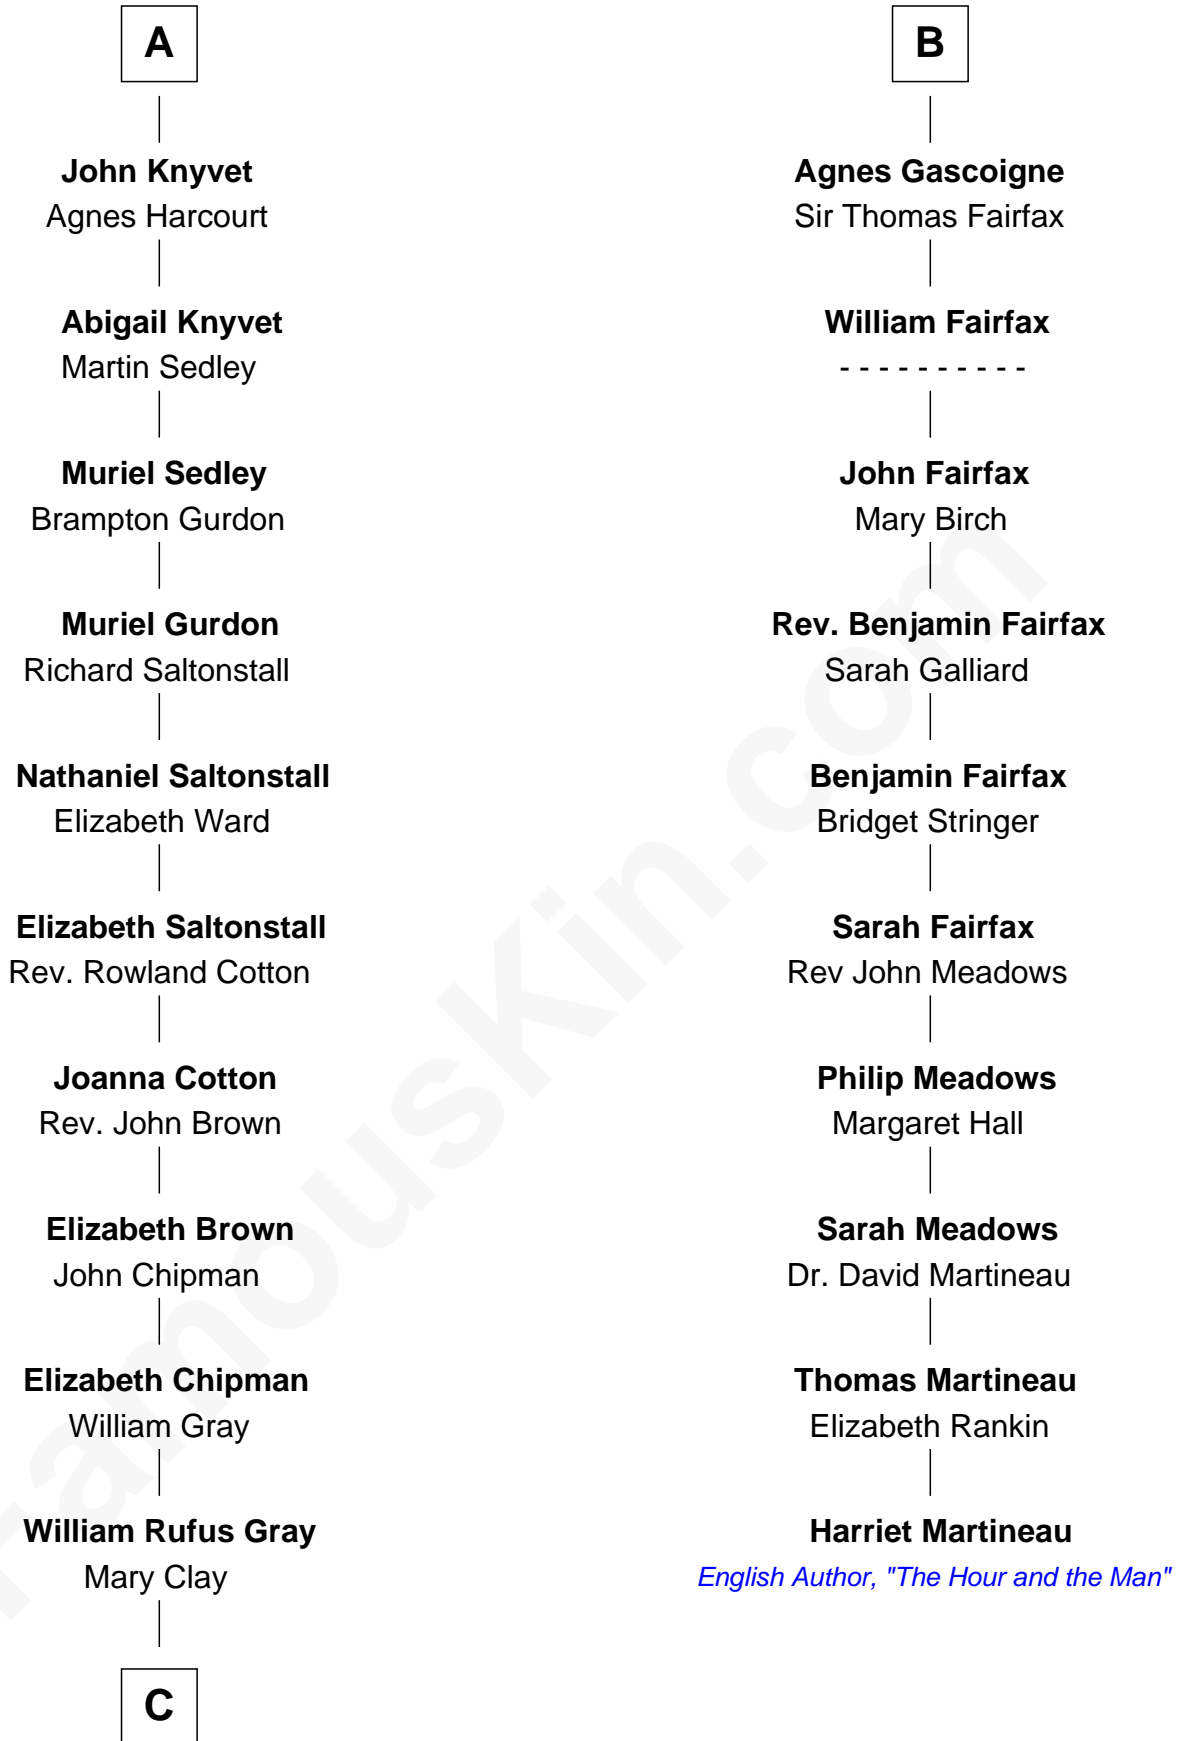 A
John Knyvet
Agnes Harcourt
Abigail Knyvet
Martin Sedley
Muriel Sedley
Brampton Gurdon
Muriel Gurdon
Richard Saltonstall
Nathaniel Saltonstall
Elizabeth Ward
Elizabeth Saltonstall
Rev. Rowland Cotton
Joanna Cotton
Rev. John Brown
Elizabeth Brown
John Chipman
Elizabeth Chipman
William Gray
William Rufus Gray
Mary Clay
C
B
Agnes Gascoigne
Sir Thomas Fairfax
William Fairfax
- - - - - - - - - -
John Fairfax
Mary Birch
Rev. Benjamin Fairfax
Sarah Galliard
Benjamin Fairfax
Bridget Stringer
Sarah Fairfax
Rev John Meadows
Philip Meadows
Margaret Hall
Sarah Meadows
Dr. David Martineau
Thomas Martineau
Elizabeth Rankin
Harriet Martineau
English Author, "The Hour and the Man"
FamousKin.com